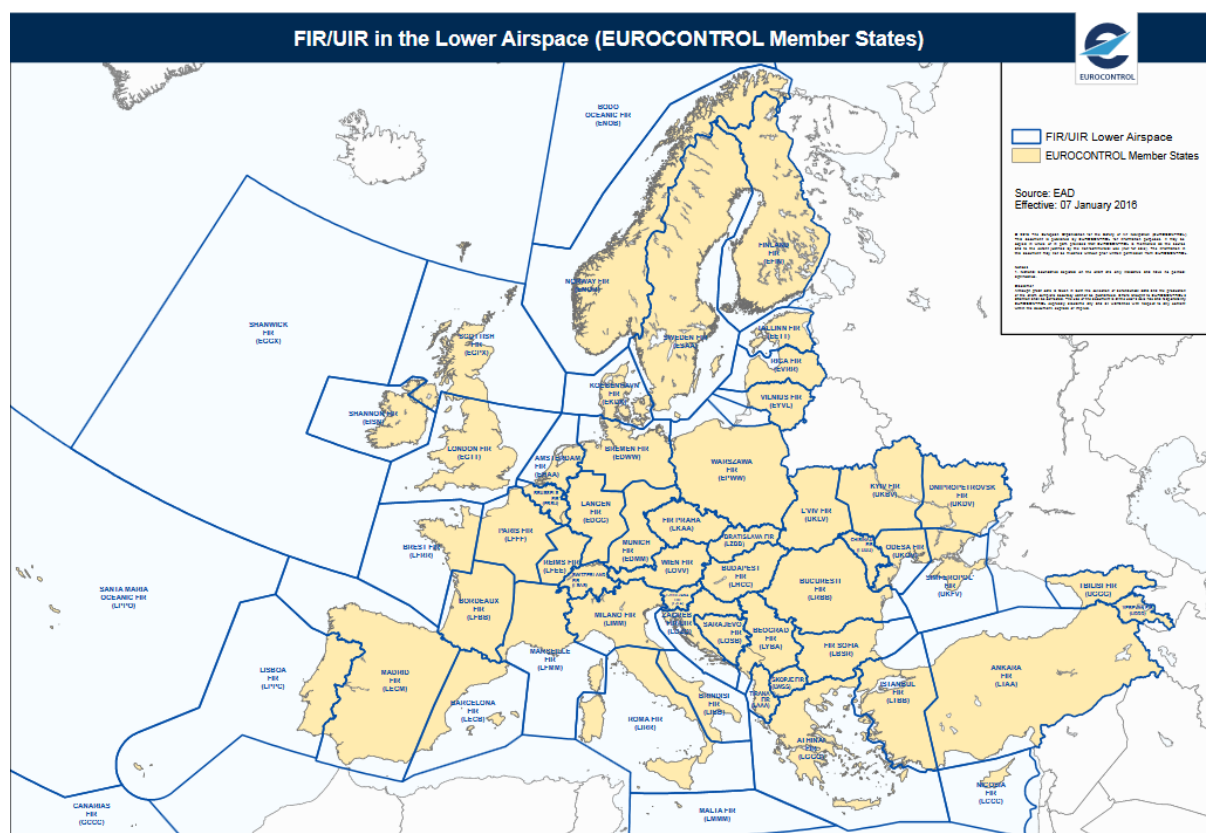 FIR/UIR in the Lower Airspace (EUROCONTROL Member States)
EUROCONTROL
FIR/UIR Lower Airspace
EUROCONTROL Member States
Source: EAD
Effective: 07 January 2016
BODO
OCEANIC FIR
(ENOB)
SHANWICK
FIR
(EGGX)
NORWAY FIR
FINLAND
FIR
(EFIN)
SWEDEN FIR
(ESAA)
TALLINN FIR
(EETT)
RIGA FIR
(EVRR)
VILNIUS FIR
(EYVL)
SCOTTISH
FIR
(EGPX)
SHANNON FIR
(EISN)
LONDON FIR
(EGTT)
KOEBENHAVN
FIR
(EKDK)
AMSTERDAM
FIR
(EHAA)
BREMEN FIR
(EDWW)
WARSZAWA
FIR
(EPWW)
LANGEN
FIR
(EDGG)
L'VIV FIR
(UKLV)
KYIV FIR
(UKBV)
DNIPROPETROVSK
FIR
(UKDV)
FIR PRAHA
(LKAA)
BRATISLAVA FIR
(LZBB)
MUNICH
FIR
(EDMM)
WIEN FIR
(LOVV)
BUDAPEST
FIR
(LHCC)
BUCURESTI
FIR
(LRBB)
ODESA FIR
SIMFEROPOL'
FIR
(UKFV)
PARIS FIR
(LFFF)
BREST FIR
(LFRR)
REIMS FIR
(LFEE)
BORDEAUX
FIR
(LFBB)
MARSEILLE
FIR
(LFMM)
MILANO FIR
(LIMM)
SARAJEVO
FIR
(LQSB)
BEOGRAD
FIR
(LYBA)
FIR SOFIA
(LBSR)
SKOPJE FIR
(LWSS)
TIRANA
FIR
(LAAA)
ISTANBUL
FIR
(LTBB)
ANKARA
FIR
(LTAA)
TBILISI FIR
(UGGG)
SANTA MARIA
OCEANIC FIR
(LPPO)
LISBOA
FIR
(LPPC)
MADRID
FIR
(LECM)
BARCELONA
FIR
(LECB)
ROMA FIR
(LIRR)
BRINDISI
FIR
(LIBB)
ATHINAI
NICOSIA
FIR
(LCCC)
CANARIAS
FIR
(GCCC)
MALTA FIR
(LMMM)